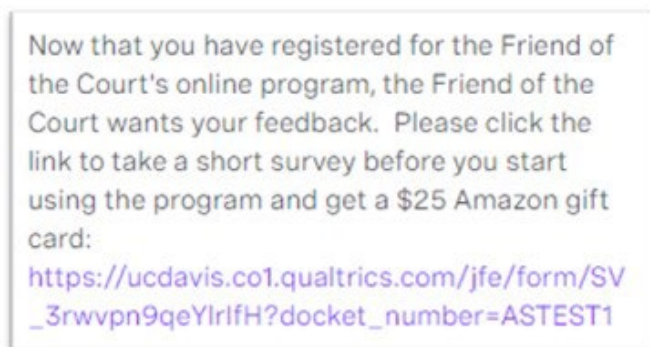 Now that you have registered for the Friend of
the Court's online program, the Friend of the
Court wants your feedback.  Please click the
link to take a short survey before you start
using the program and get a $25 Amazon gift
card:
https://ucdavis.co1.qualtrics.com/jfe/form/SV
_3rwvpn9qeYlrIfH?docket_number=ASTEST1